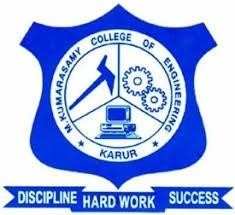 M.KUMARASAMY COLLEGE OF ENGINEERING
KARUR
DISCIPLINE HARD WORK SUCCESS